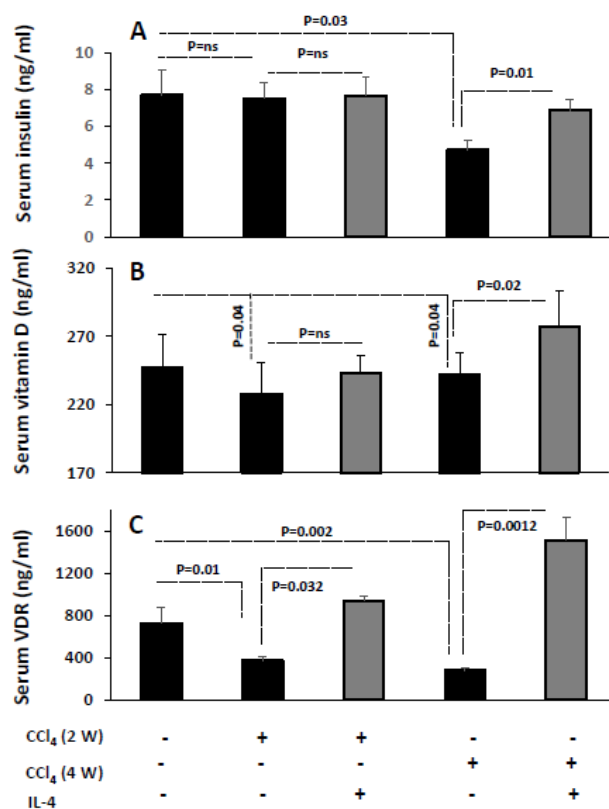 A
P=0.03
P=ns
P=ns
P=0.01
Serum insulin (ng/ml)
10
8
6
4
2
0
B
P=0.04
P=ns
P=0.04
P=0.02
Serum vitamin D (ng/ml)
320
270
220
170
C
P=0.01
P=0.032
P=0.002
P=0.0012
Serum VDR (ng/ml)
1600
1200
800
400
0
CCl₄ (2 W) - + + - -
CCl₄ (4 W) - - - + +
IL-4 - - + - +